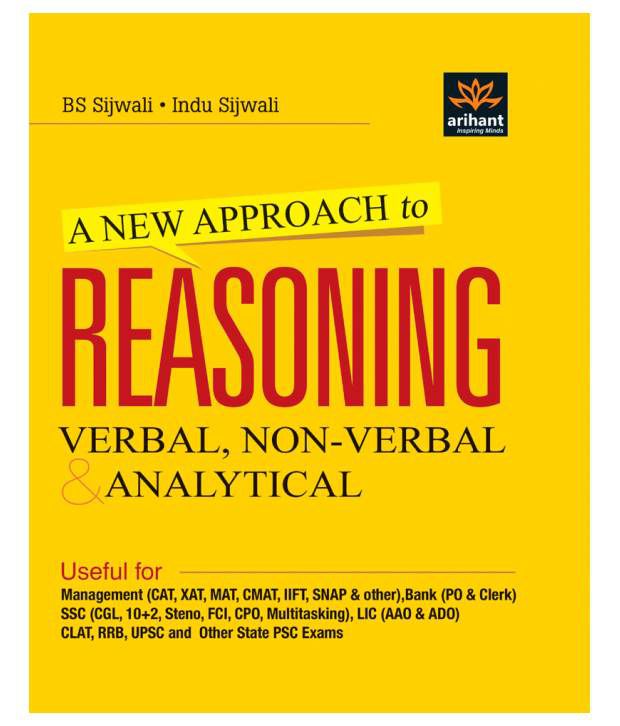 BS Sijwali • Indu Sijwali
arihant
Inspiring Minds
A NEW APPROACH to
REASONING
VERBAL, NON-VERBAL
& ANALYTICAL
Useful for
Management (CAT, XAT, MAT, CMAT, IIFT, SNAP & other),Bank (PO & Clerk)
SSC (CGL, 10+2, Steno, FCI, CPO, Multitasking), LIC (AAO & ADO)
CLAT, RRB, UPSC and Other State PSC Exams